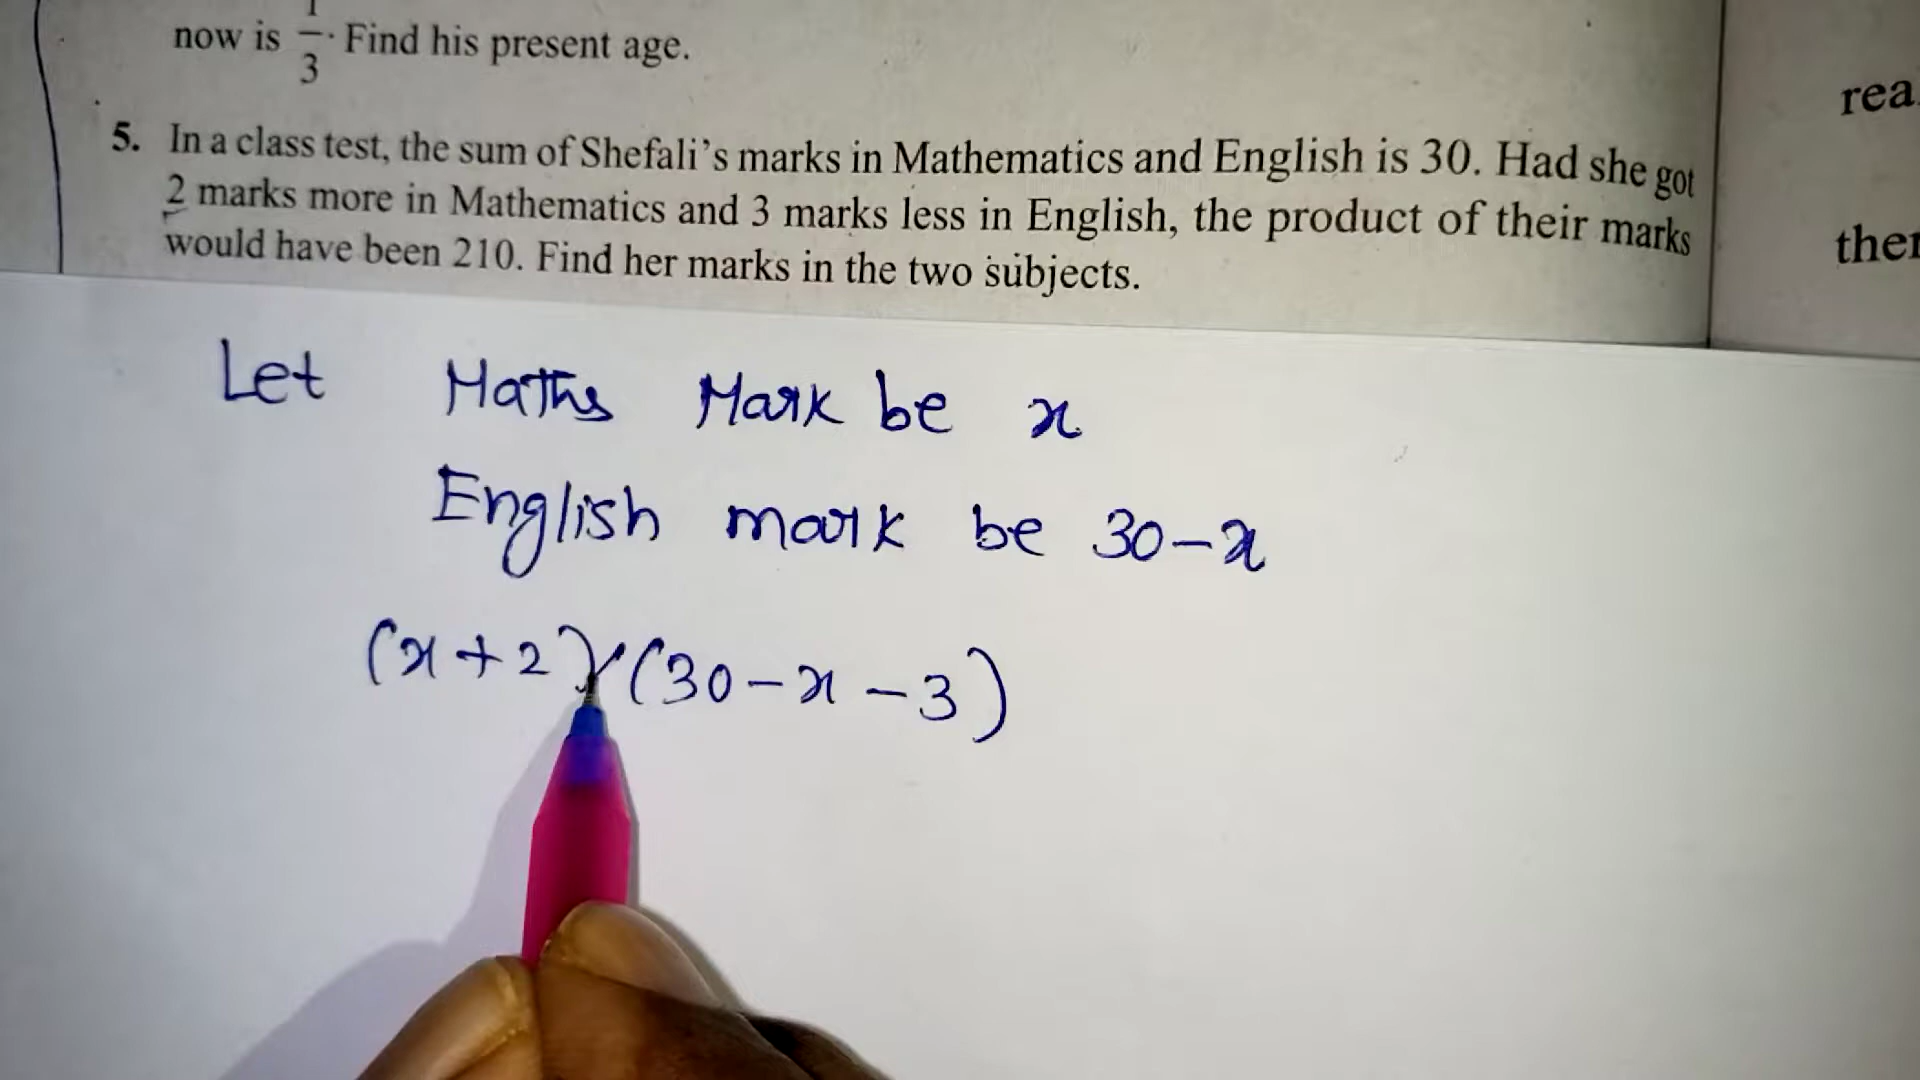 now is 1/3. Find his present age.
5. In a class test, the sum of Shefali's marks in Mathematics and English is 30. Had she got
2 marks more in Mathematics and 3 marks less in English, the product of their marks
would have been 210. Find her marks in the two subjects.
Let Maths Mark be x
English mark be 30-x
(x+2)×(30-x-3)